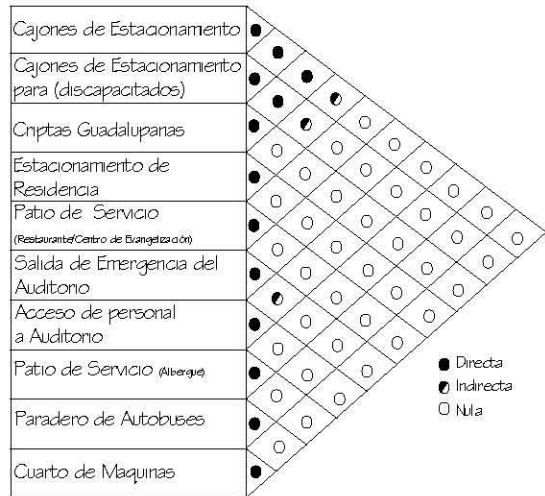 Cajones de Estacionamiento
Cajones de Estacionamiento
para (discapacitados)
Criptas Guadalupanas
Estacionamiento de
Residencia
Patio de Servicio
(Restaurante/Centro de Evangelización)
Salida de Emergencia del
Auditorio
Acceso de personal
a Auditorio
Patio de Servicio (Albergue)
Paradero de Autobuses
Cuarto de Maquinas
Directa
Indirecta
Nula